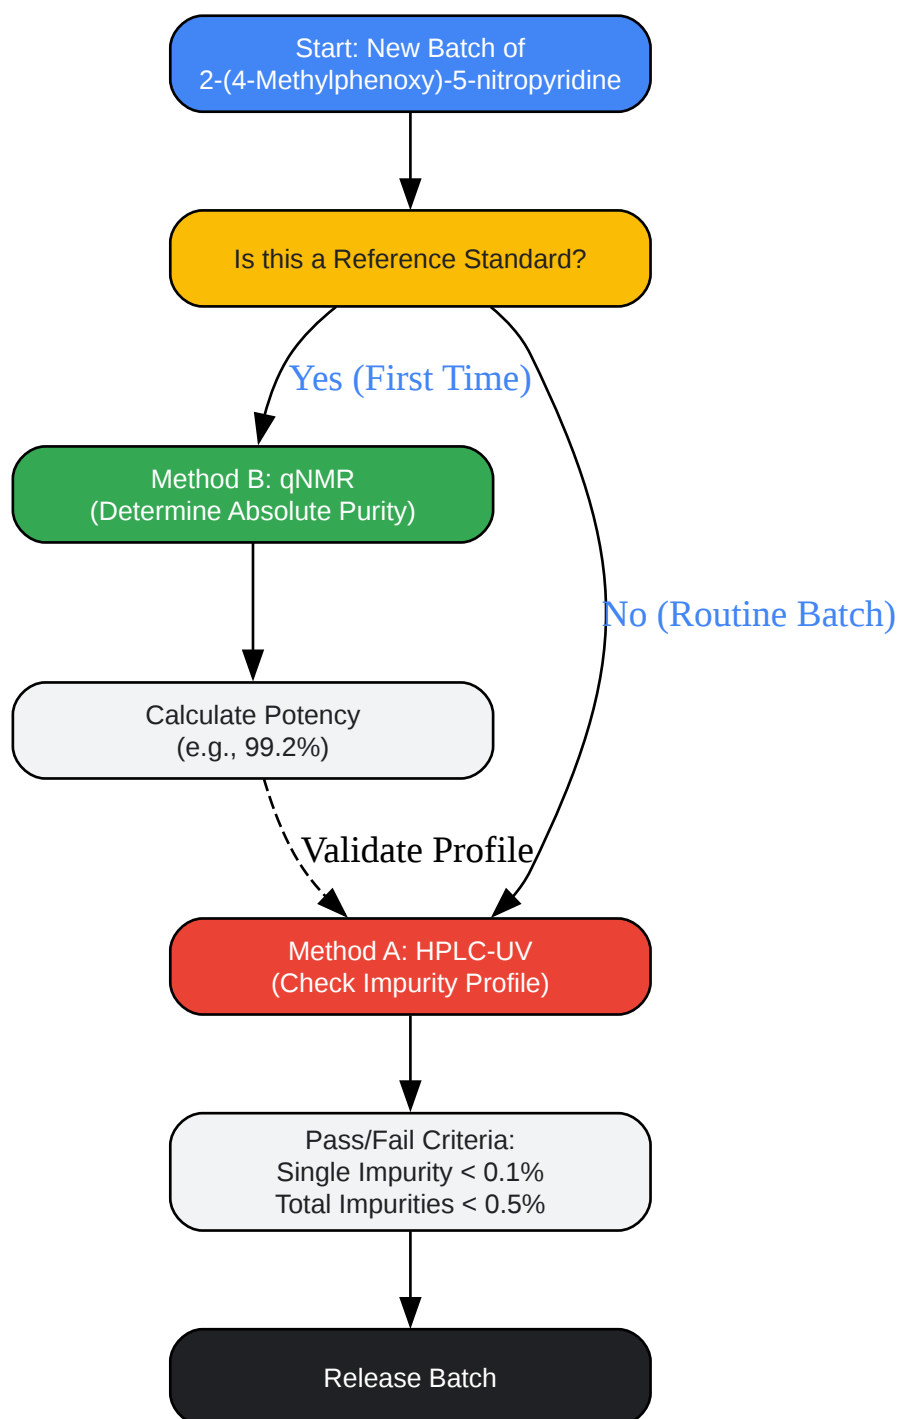 Start: New Batch of
2-(4-Methylphenoxy)-5-nitropyridine
Is this a Reference Standard?
Yes (First Time)
Method B: qNMR
(Determine Absolute Purity)
No (Routine Batch)
Calculate Potency
(e.g., 99.2%)
Validate Profile
Method A: HPLC-UV
(Check Impurity Profile)
Pass/Fail Criteria:
Single Impurity < 0.1%
Total Impurities < 0.5%
Release Batch